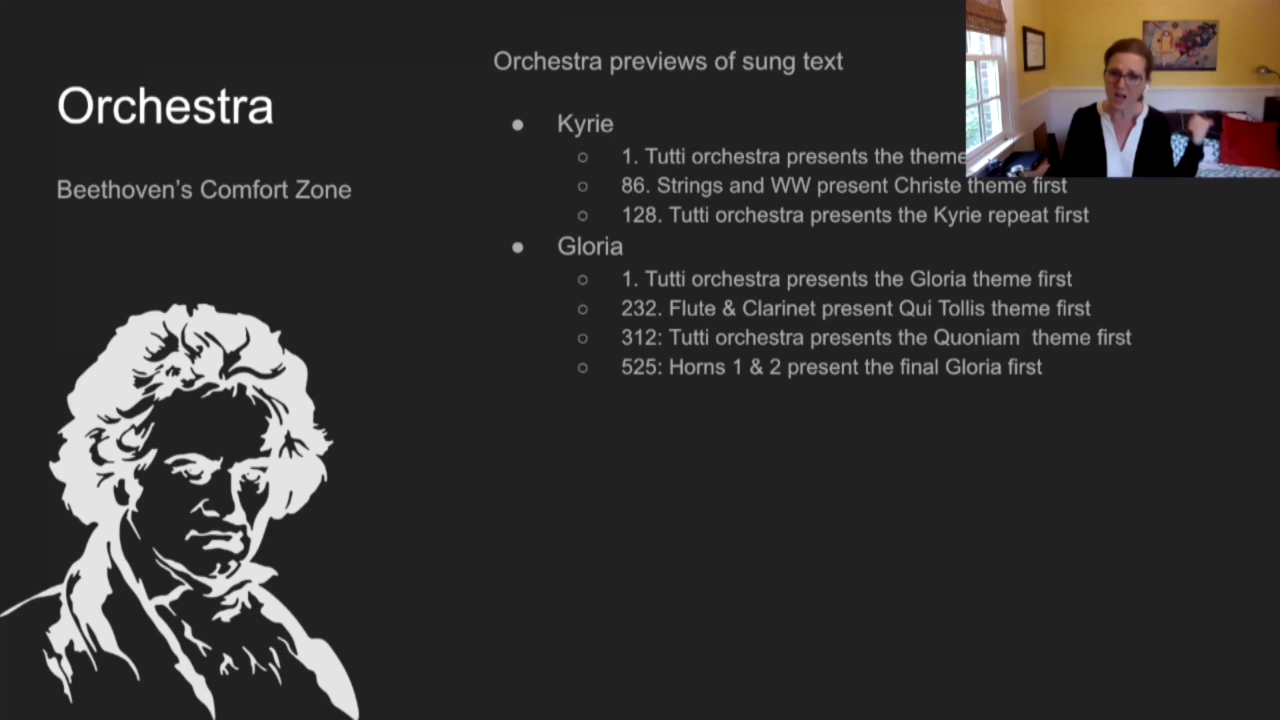 Orchestra
Beethoven's Comfort Zone
Orchestra previews of sung text
● Kyrie
○ 1. Tutti orchestra presents the theme
○ 86. Strings and WW present Christe theme first
○ 128. Tutti orchestra presents the Kyrie repeat first
● Gloria
○ 1. Tutti orchestra presents the Gloria theme first
○ 232. Flute & Clarinet present Qui Tollis theme first
○ 312: Tutti orchestra presents the Quoniam  theme first
○ 525: Horns 1 & 2 present the final Gloria first